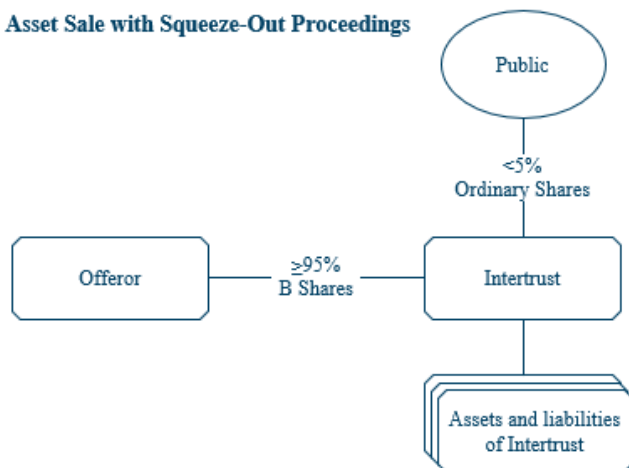 Asset Sale with Squeeze-Out Proceedings
Public
<5%
Ordinary Shares
Offeror
≥95%
B Shares
Intertrust
Assets and liabilities
of Intertrust